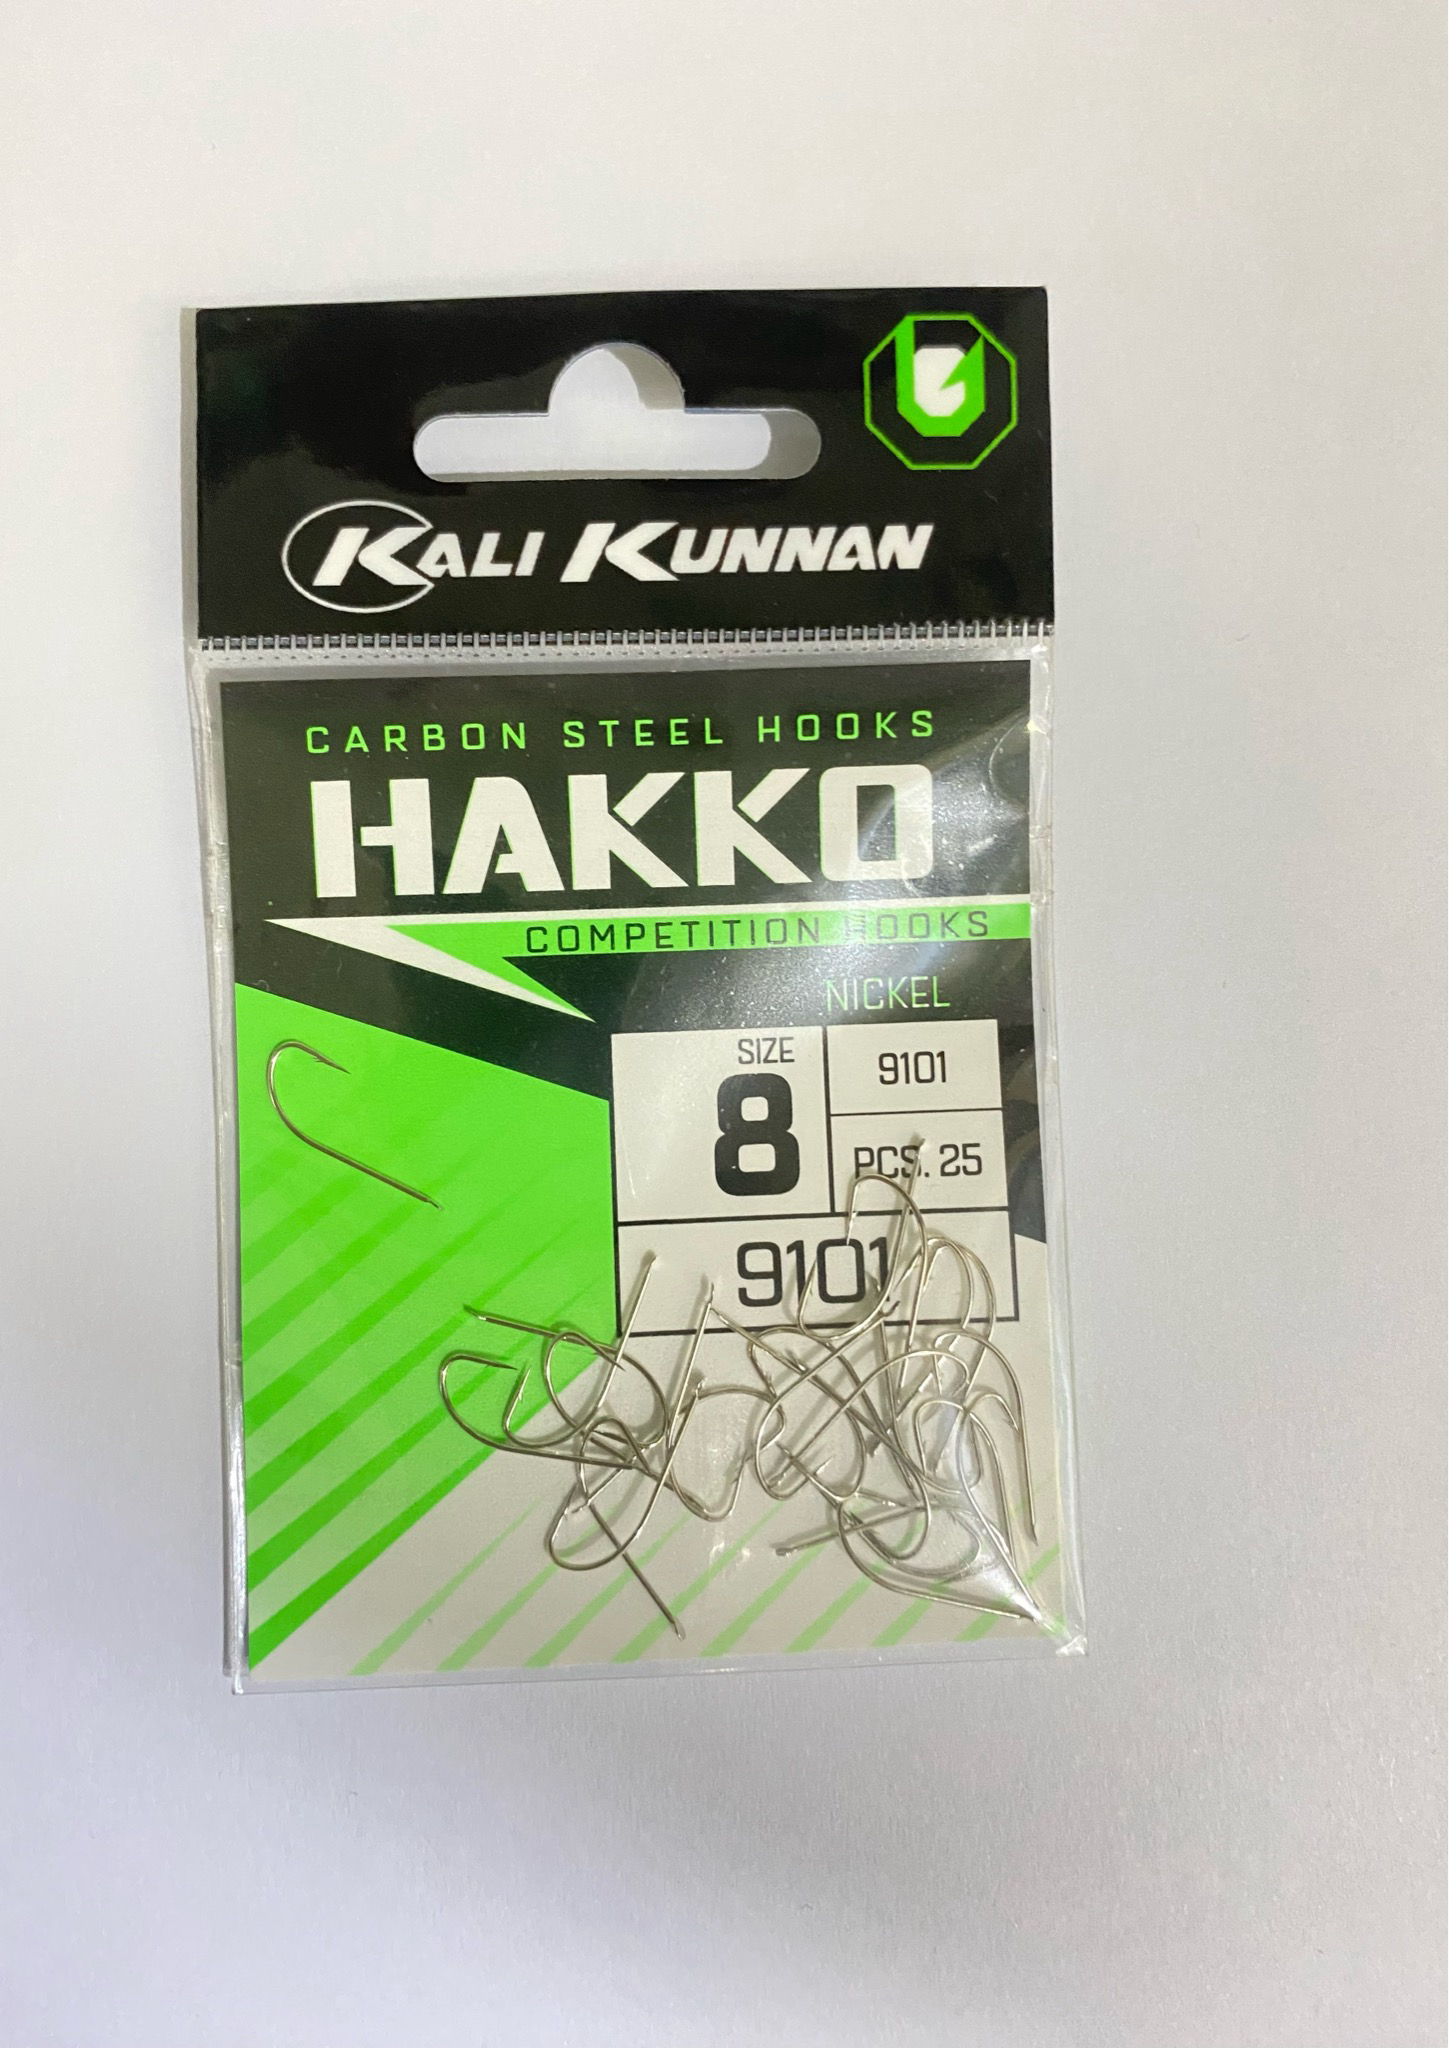 KALI KUNNAN
CARBON STEEL HOOKS
HAKKO
COMPETITION HOOKS
NICKEL
SIZE
8
9101
PCS. 25
9101